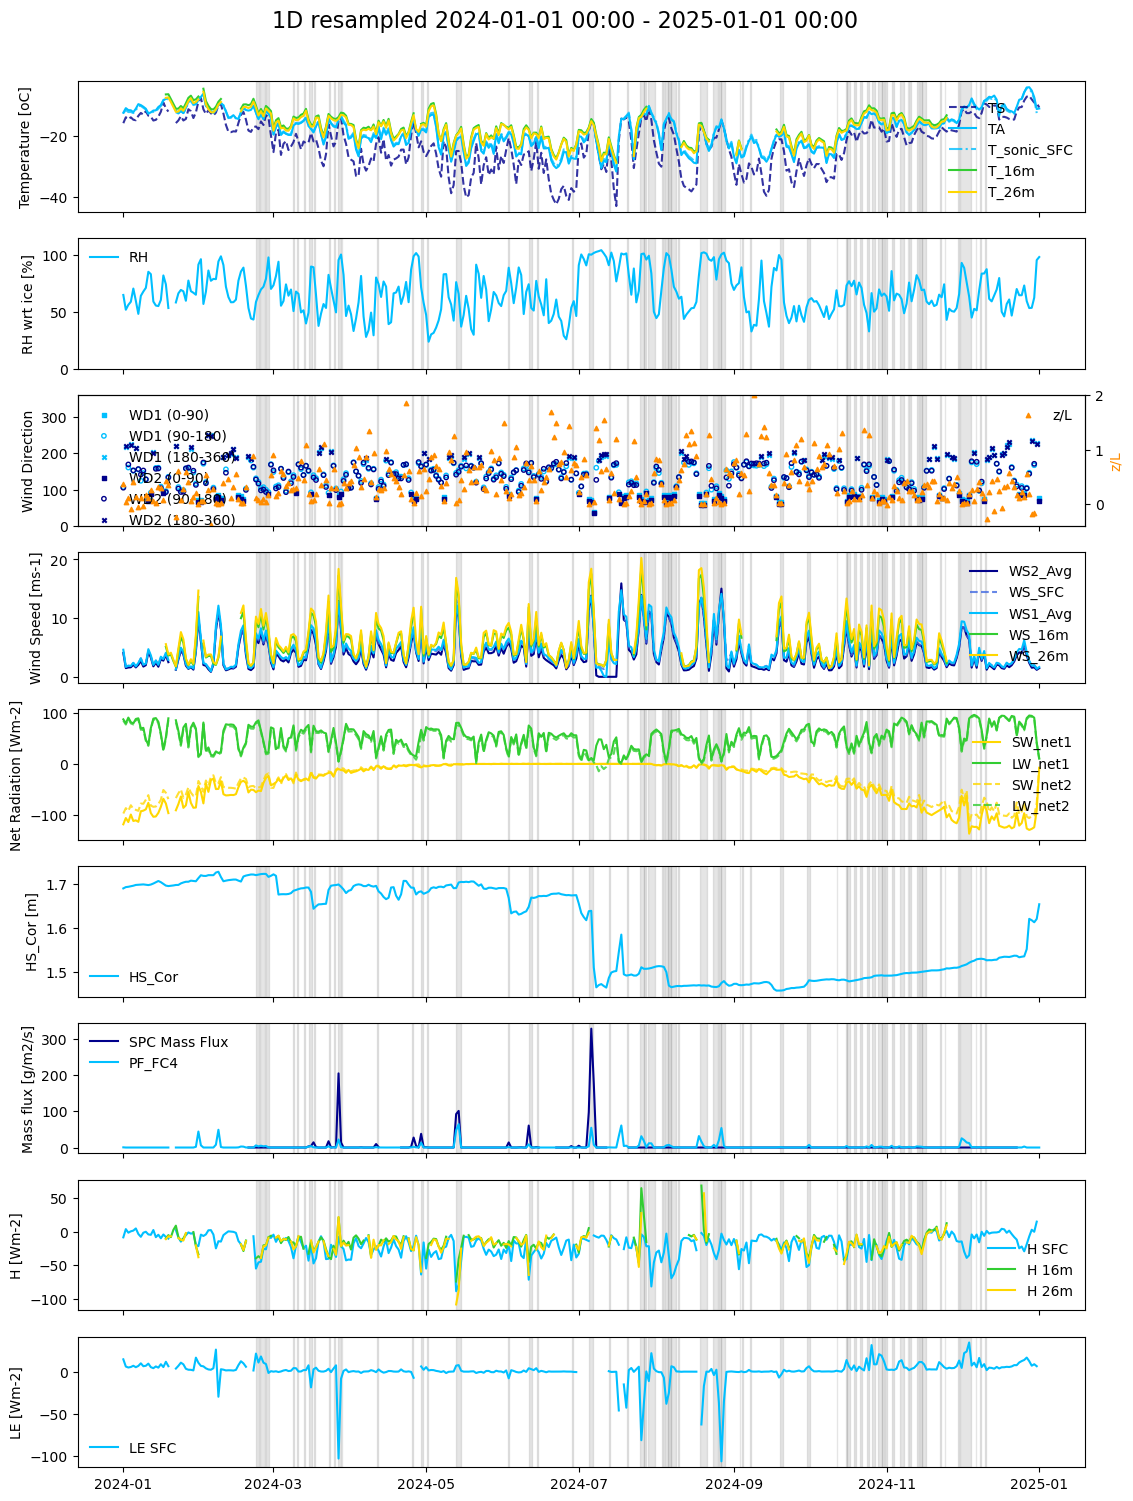 1D resampled 2024-01-01 00:00 - 2025-01-01 00:00
Temperature [oC]
−20
−40
TS
TA
T_sonic_SFC
T_16m
T_26m
RH wrt ice [%]
100
50
0
RH
Wind Direction
300
200
100
0
WD1 (0-90)
WD1 (90-180)
WD1 (180-360)
WD2 (0-90)
WD2 (90-180)
WD2 (180-360)
z/L
2
1
0
z/L
Wind Speed [ms-1]
20
10
0
WS2_Avg
WS_SFC
WS1_Avg
WS_16m
WS_26m
Net Radiation [Wm-2]
100
0
−100
SW_net1
LW_net1
SW_net2
LW_net2
HS_Cor [m]
1.7
1.6
1.5
HS_Cor
Mass flux [g/m2/s]
300
200
100
0
SPC Mass Flux
PF_FC4
H [Wm-2]
50
0
−50
−100
H SFC
H 16m
H 26m
LE [Wm-2]
0
−50
−100
LE SFC
2024-01
2024-03
2024-05
2024-07
2024-09
2024-11
2025-01